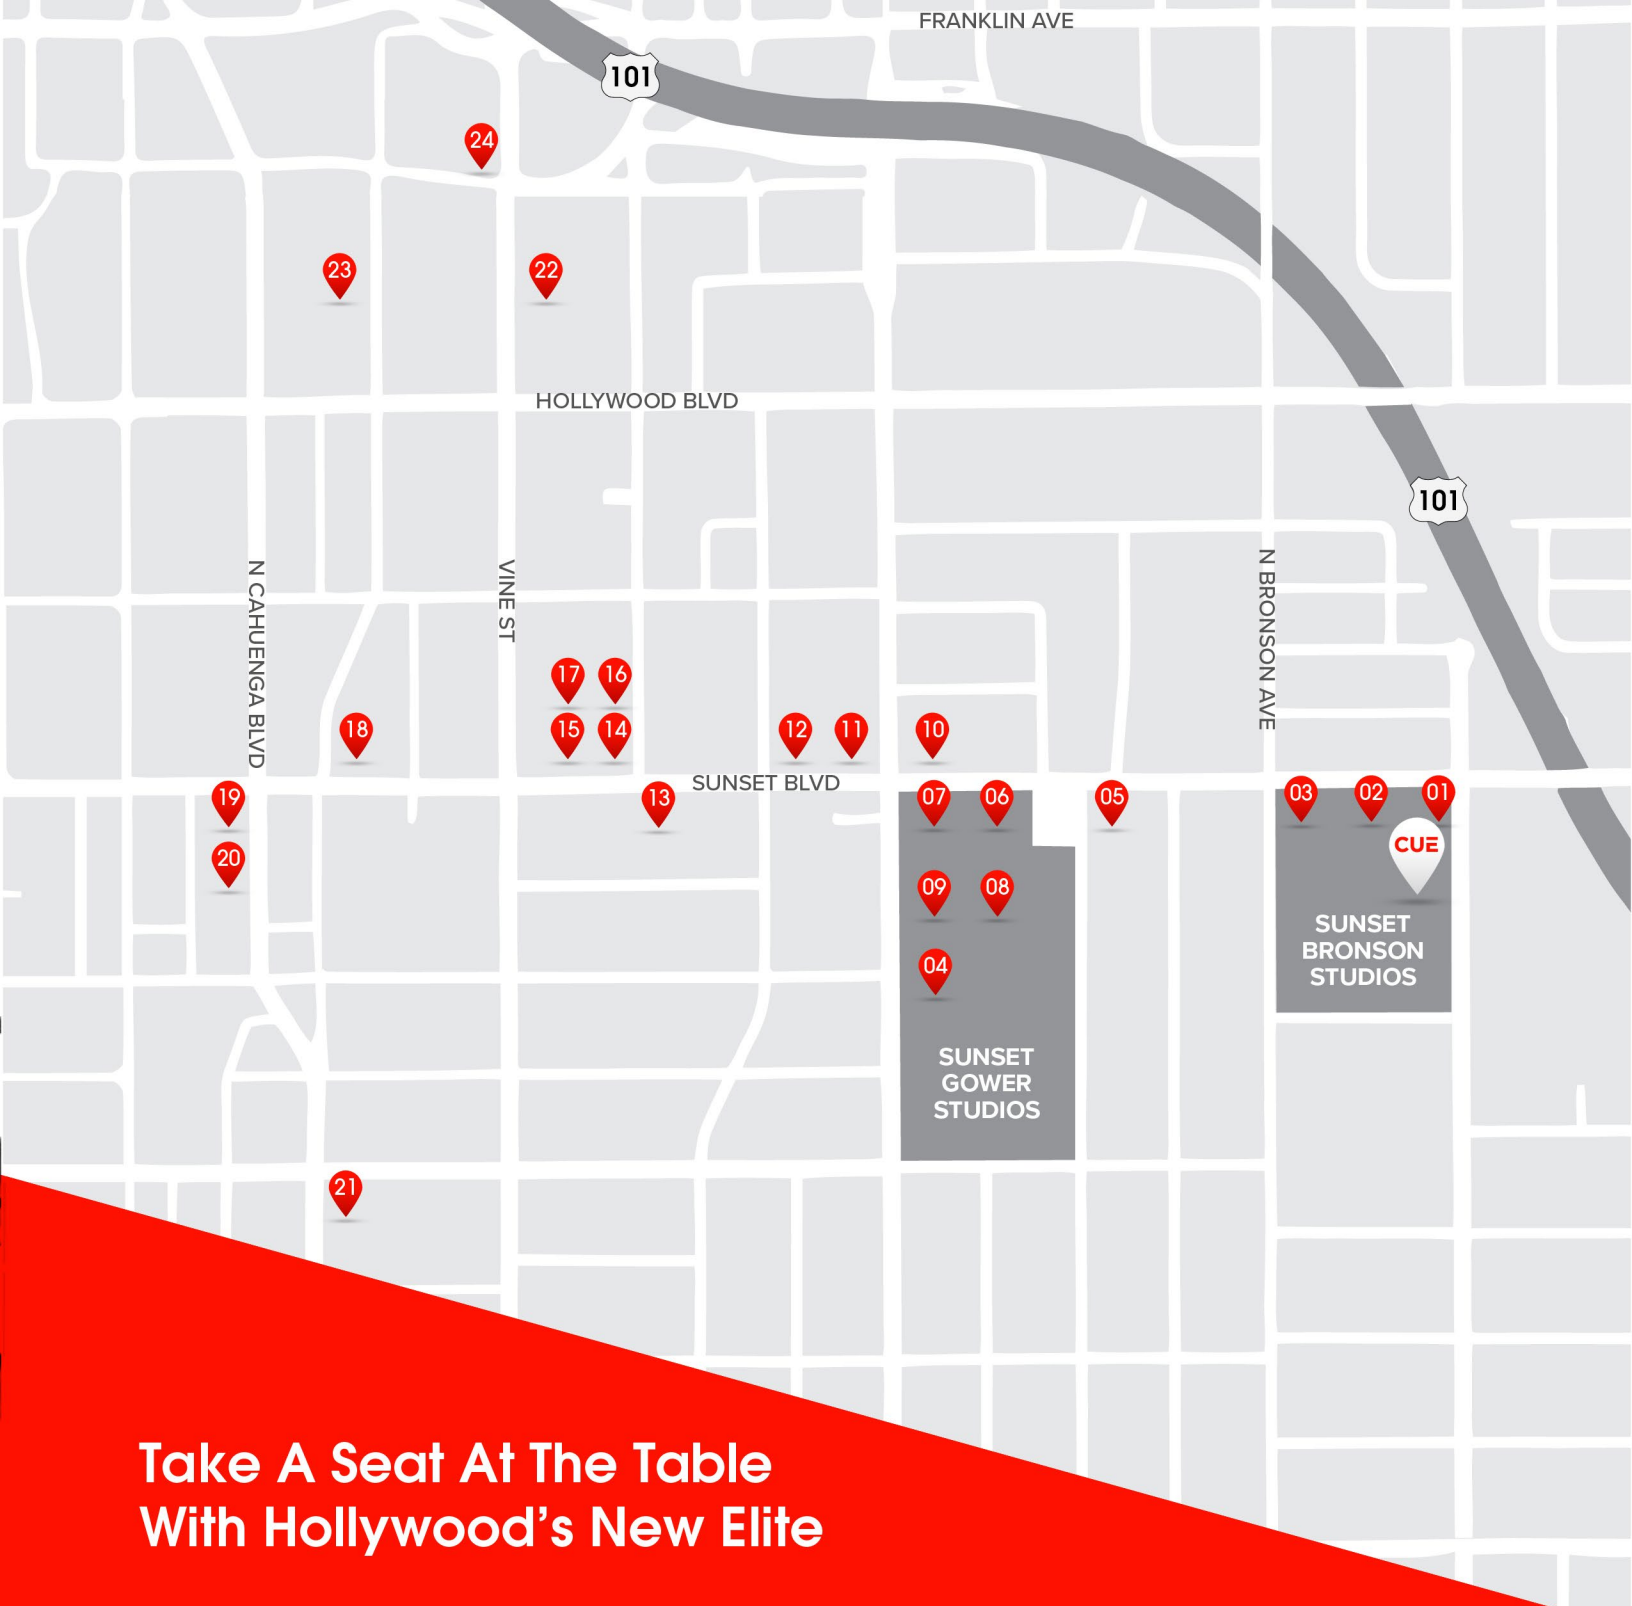 FRANKLIN AVE
101
24
23
22
HOLLYWOOD BLVD
101
N CAHUENGA BLVD
VINE ST
N BRONSON AVE
17
16
18
15
14
12
11
10
SUNSET BLVD
19
13
07
06
05
03
02
01
20
09
08
CUE
SUNSET
BRONSON
STUDIOS
04
SUNSET
GOWER
STUDIOS
21
Take A Seat At The Table
With Hollywood’s New Elite